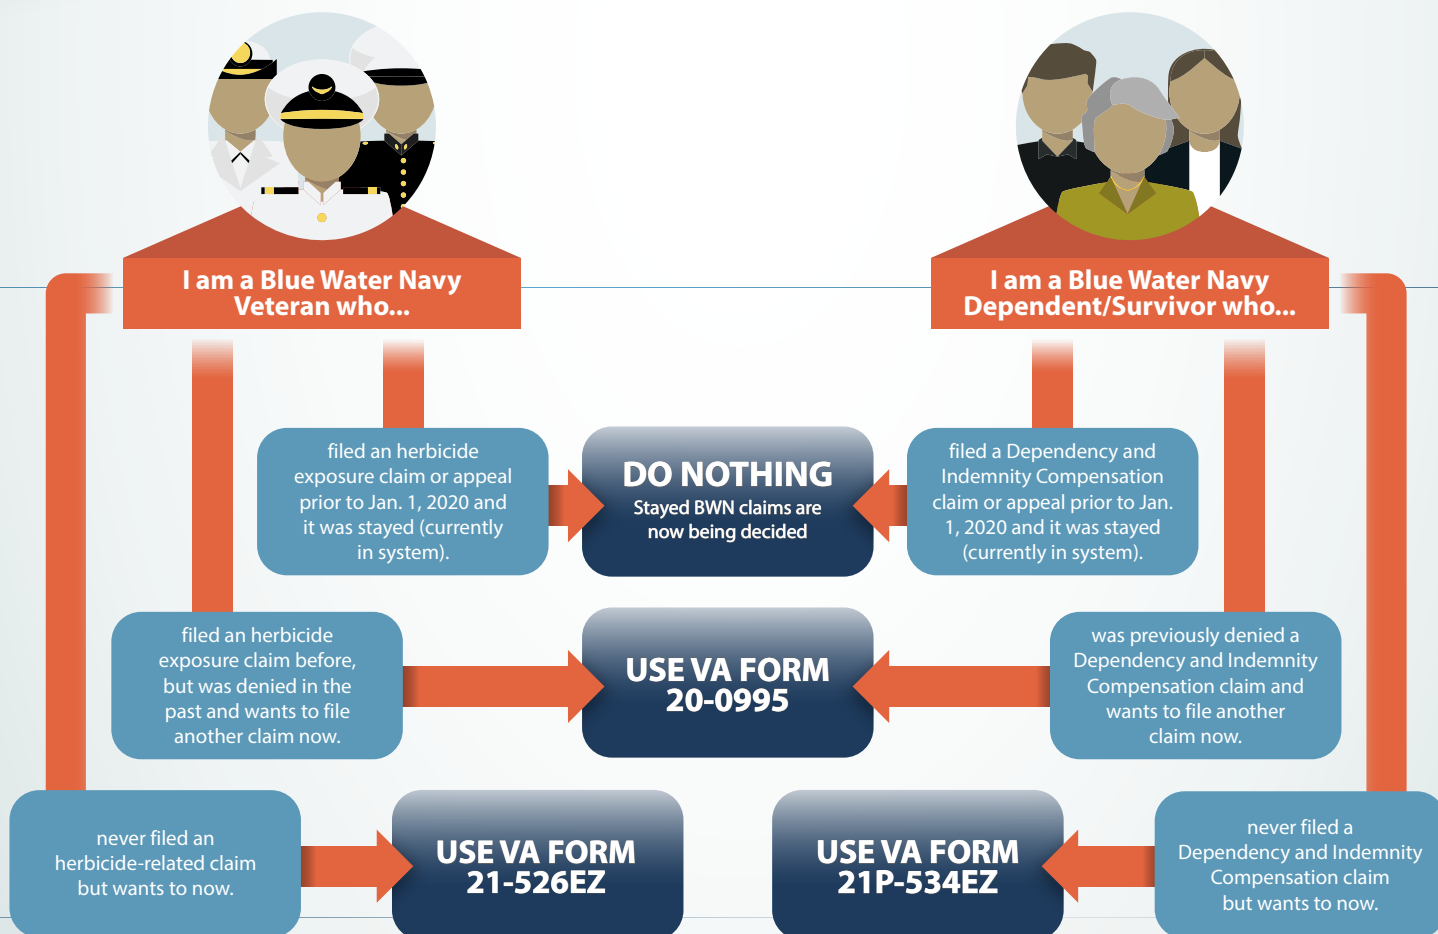 I am a Blue Water Navy
Veteran who...
I am a Blue Water Navy
Dependent/Survivor who...
filed an herbicide
exposure claim or appeal
prior to Jan. 1, 2020 and
it was stayed (currently
in system).
DO NOTHING
Stayed BWN claims are
now being decided
filed a Dependency and
Indemnity Compensation
claim or appeal prior to Jan.
1, 2020 and it was stayed
(currently in system).
filed an herbicide
exposure claim before,
but was denied in the
past and wants to file
another claim now.
USE VA FORM
20-0995
was previously denied a
Dependency and Indemnity
Compensation claim and
wants to file another
claim now.
never filed an
herbicide-related claim
but wants to now.
USE VA FORM
21-526EZ
USE VA FORM
21P-534EZ
never filed a
Dependency and Indemnity
Compensation claim
but wants to now.